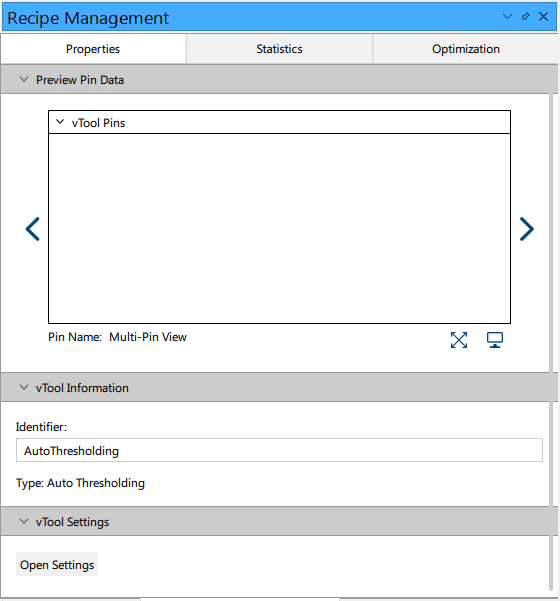 Recipe Management
Properties Statistics Optimization
Preview Pin Data
vTool Pins
Pin Name: Multi-Pin View
vTool Information
Identifier:
AutoThresholding
Type: Auto Thresholding
vTool Settings
Open Settings